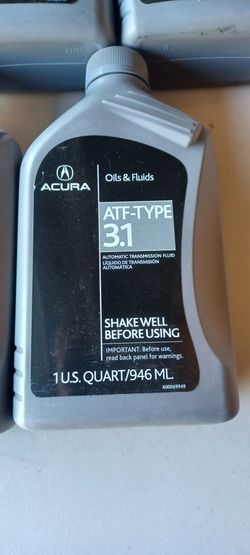 Oils & Fluids
ACURA
ATF-TYPE
3.1
AUTOMATIC TRANSMISSION FLUID
LÍQUIDO DE TRANSMISIÓN
AUTOMÁTICA
SHAKE WELL
BEFORE USING
IMPORTANT: Before use,
read back panel for warnings.
1 U.S. QUART/946 ML.
600069949